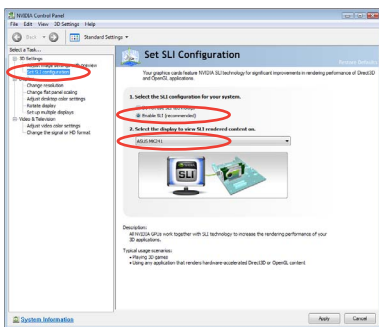 NVIDIA Control Panel
File Edit View 3D Settings Help
Back
Standard Settings
Select a Task...
3D Settings
Set SLI configuration
Change resolution
Change flat panel scaling
Adjust desktop color settings
Rotate display
Set up multiple displays
Video & Television
Adjust video color settings
Change the signal or HD format
System Information
Set SLI Configuration
Restore Defaults
Your graphics cards feature NVIDIA SLI technology for significant improvements in rendering performance of Direct3D
and OpenGL applications.
1. Select the SLI configuration for your system.
Enable SLI (recommended)
2. Select the display to view SLI rendered content on.
ASUS MK241
SLI
Description:
All NVIDIA GPUs work together with SLI technology to increase the rendering performance of your
3D applications.
Typical usage scenarios:
• Playing 3D games
• Using any application that renders hardware-accelerated Direct3D or OpenGL content
Apply
Cancel